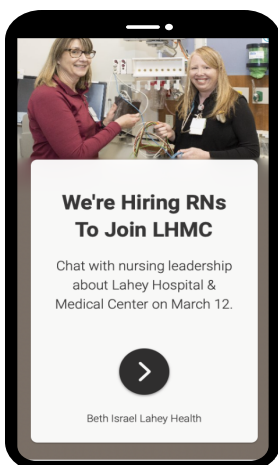 We're Hiring RNs
To Join LHMC
Chat with nursing leadership
about Lahey Hospital &
Medical Center on March 12.
Beth Israel Lahey Health